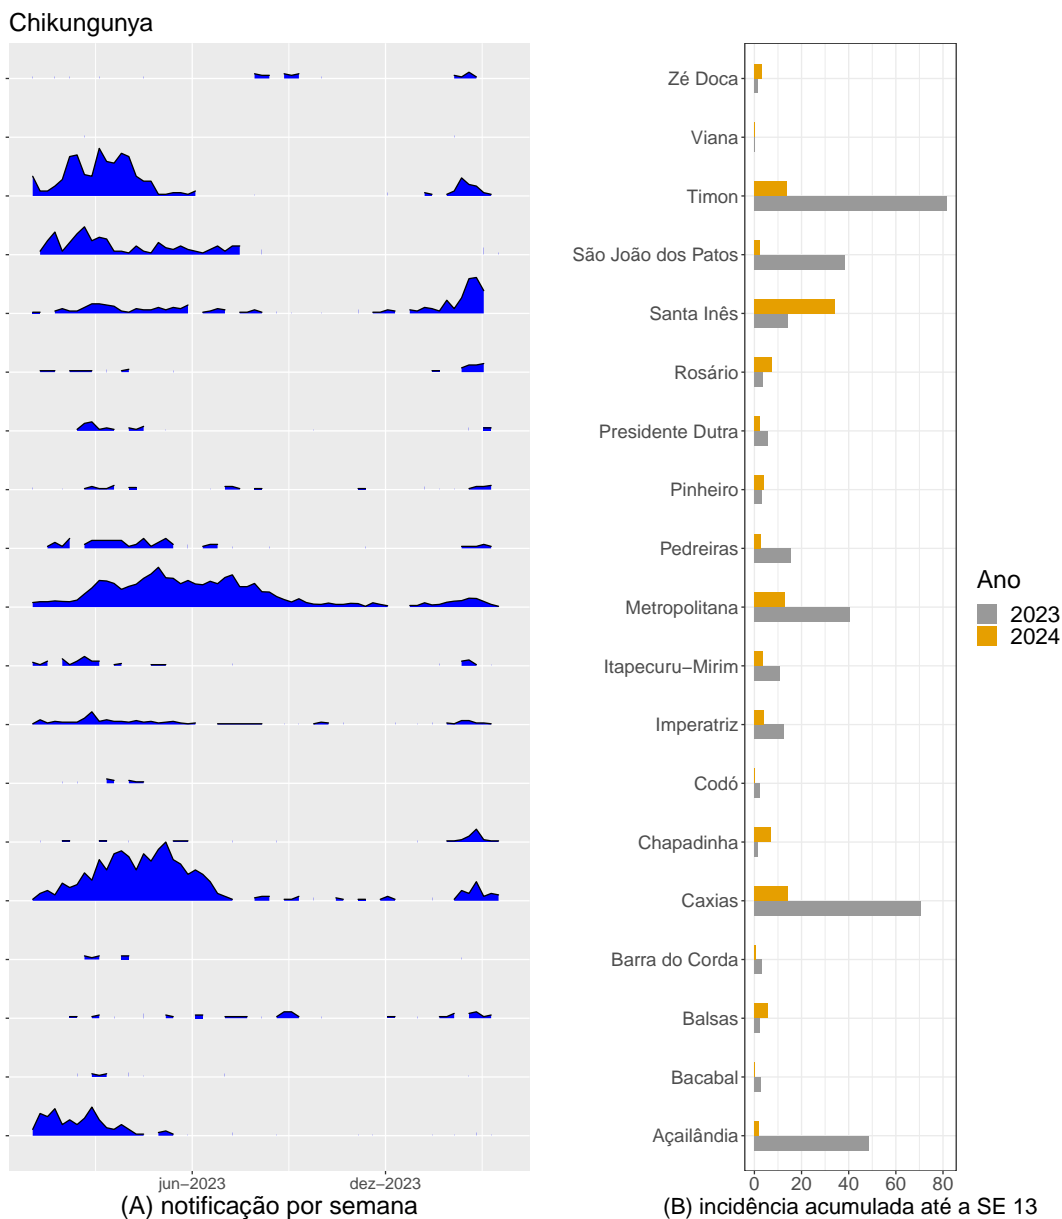 Chikungunya
Zé Doca
Viana
Timon
São João dos Patos
Santa Inês
Rosário
Presidente Dutra
Pinheiro
Pedreiras
Metropolitana
Itapecuru−Mirim
Imperatriz
Codó
Chapadinha
Caxias
Barra do Corda
Balsas
Bacabal
Açailândia
jun−2023 dez−2023
(A) notificação por semana
0 20 40 60 80
(B) incidência acumulada até a SE 13
Ano
2023
2024